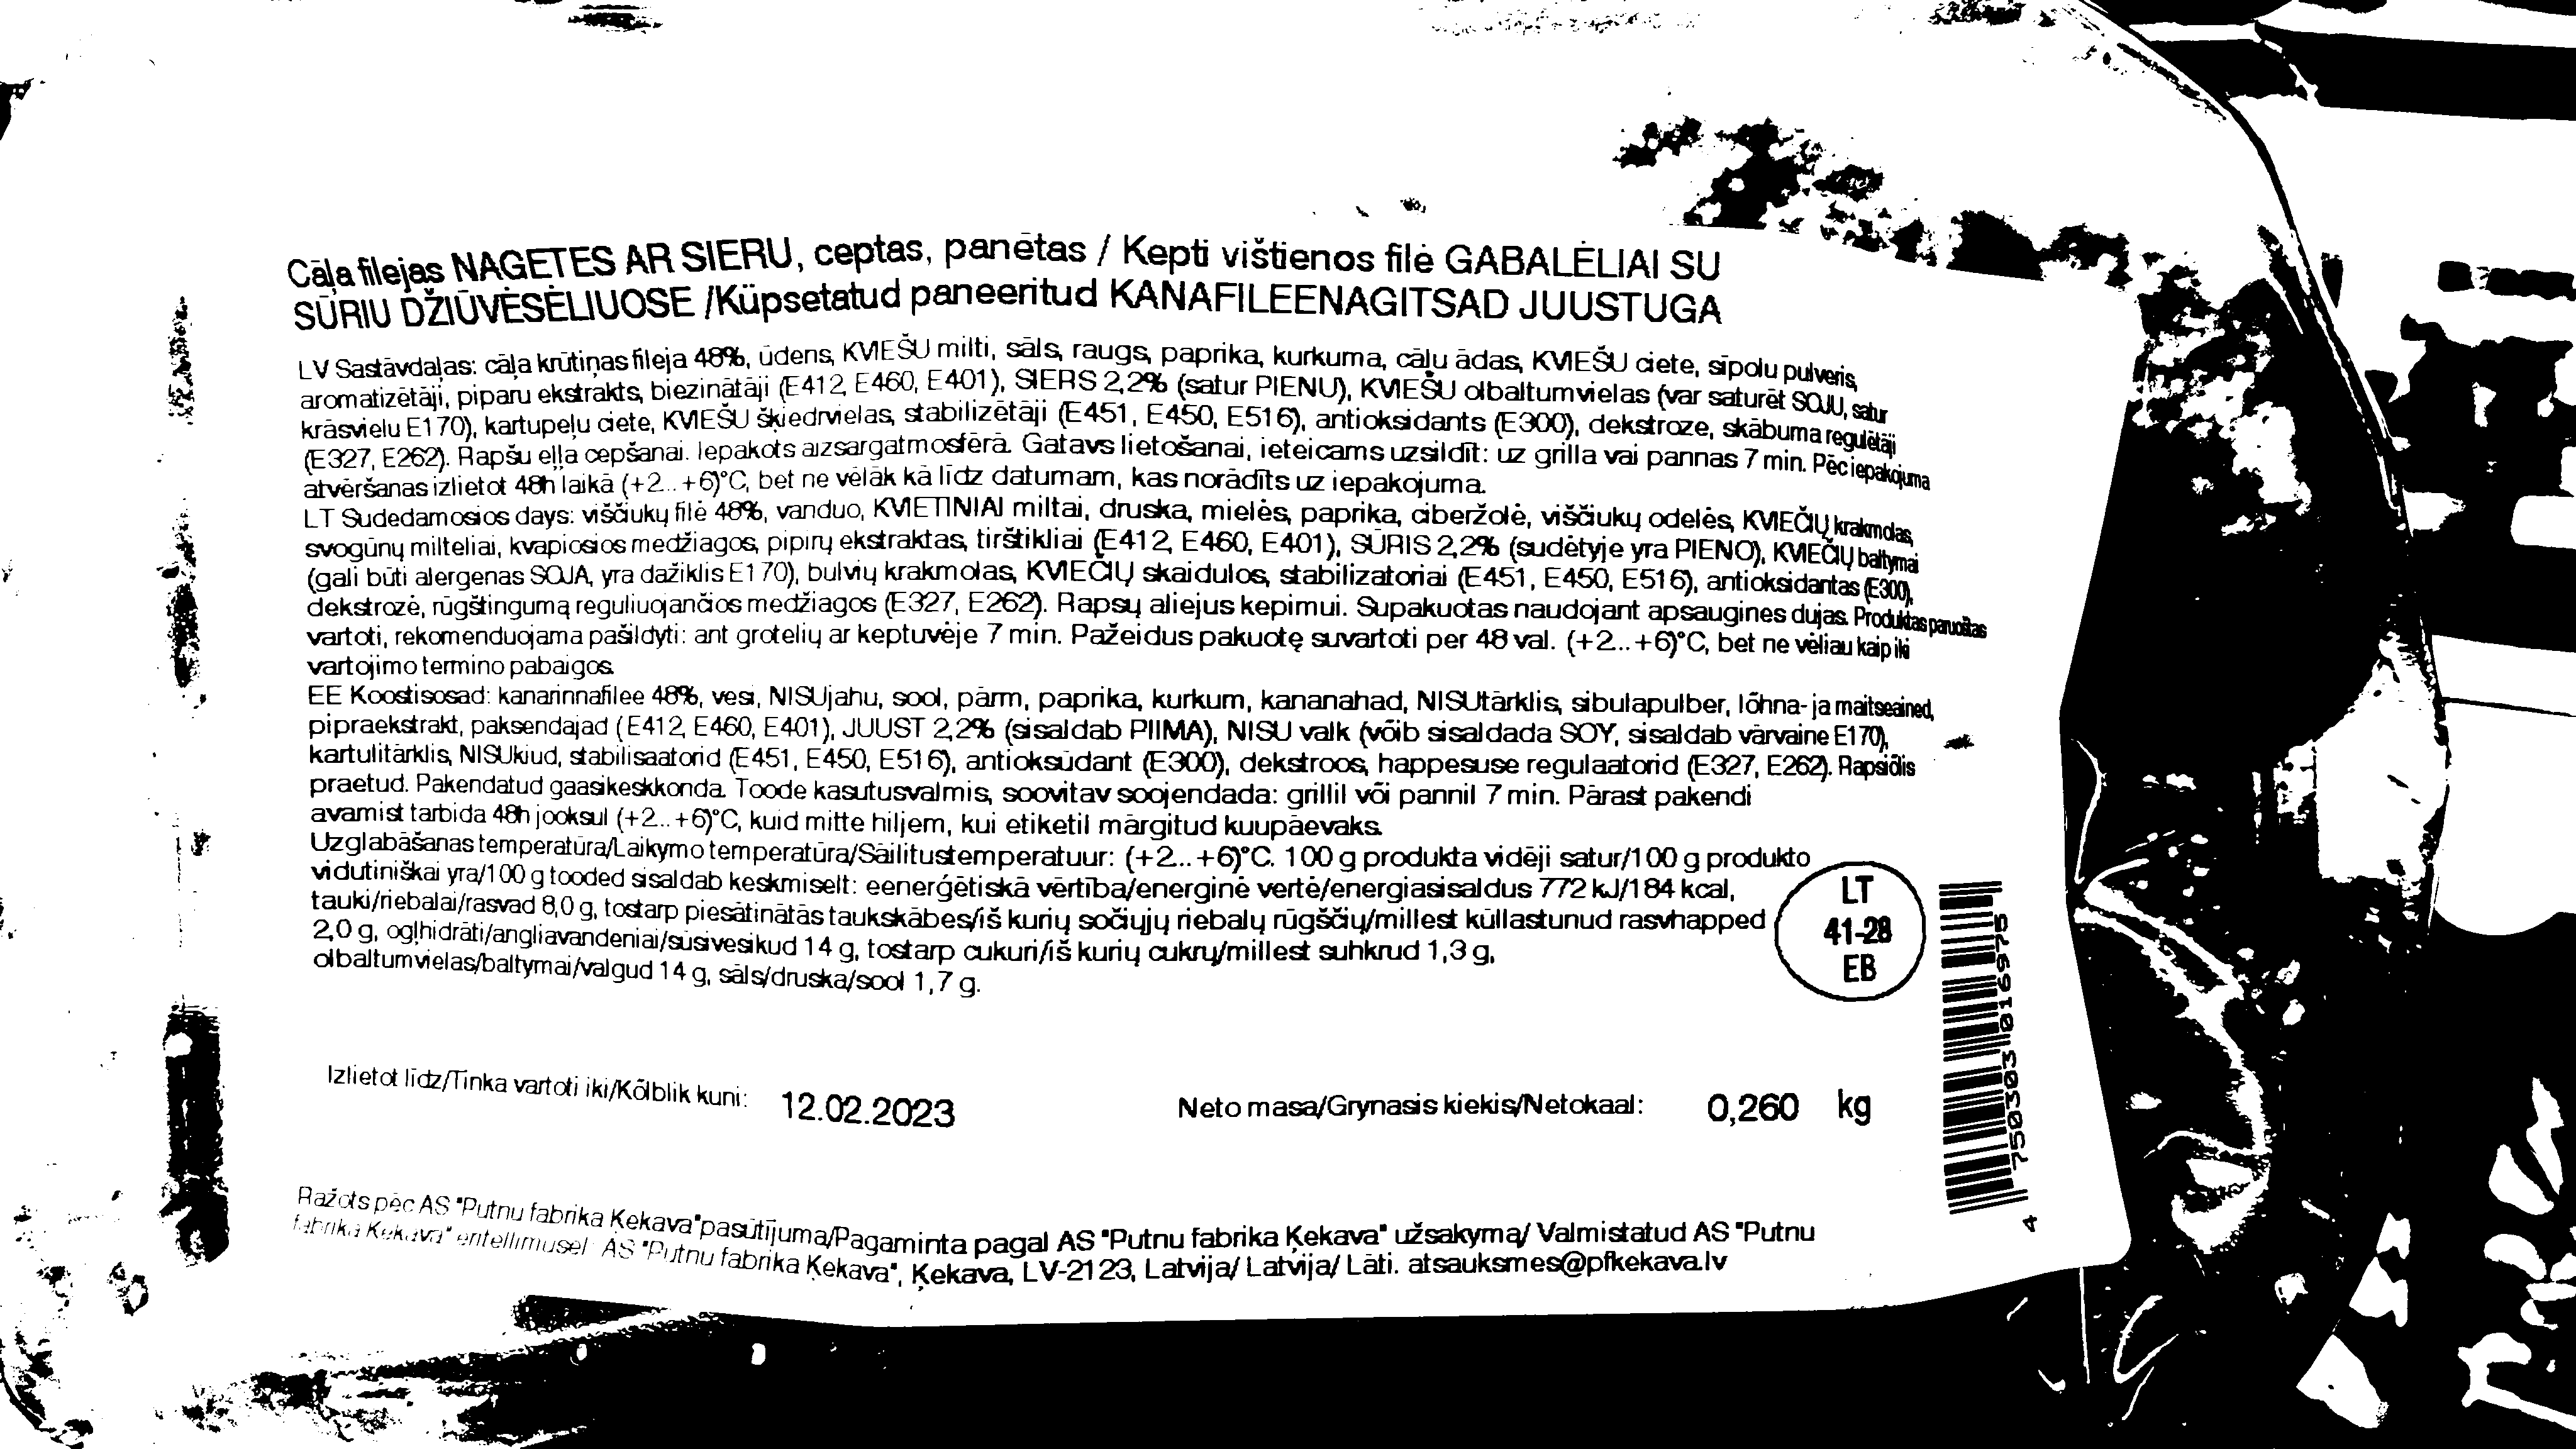 Cāļa filejas NAGETES AR SIERU, ceptas, panētas / Kepti vištienos filė GABALĖLIAI SU
SŪRIU DŽIŪVĖSĖLIUOSE /Küpsetatud paneeritud KANAFILEENAGITSAD JUUSTUGA
LV Sastāvdaļas: cāļa krūtiņas fileja 48%, ūdens, KVIEŠU milti, sāls, raugs, paprika, kurkuma, cāļu ādas, KVIEŠU ciete, sīpolu pulveris,
aromatizētāji, piparu ekstrakts, biezinātāji (E412, E460, E401), SIERS 2,2% (satur PIENU), KVIEŠU olbaltumvielas (var saturēt SOJU, satur
krāsvielu E170), kartupeļu ciete, KVIEŠU šķiedrvielas, stabilizētāji (E451, E450, E516), antioksidants (E300), dekstroze, skābuma regulētāji
(E327, E262). Rapšu eļļa cepšanai. Iepakots aizsargatmosfērā. Gatavs lietošanai, ieteicams uzsildīt: uz grilla vai pannas 7 min. Pēc iepakojuma
atvēršanas izlietot 48h laikā (+2...+6)°C, bet ne vēlāk kā līdz datumam, kas norādīts uz iepakojuma.
LT Sudedamosios days: viščiukų filė 48%, vanduo, KVIETINIAI miltai, druska, mielės, paprika, ciberžolė, viščiukų odelės, KVIEČIŲ krakmolas,
svogūnų milteliai, kvapiosios medžiagos, pipirų ekstraktas, tirštikliai (E412, E460, E401), SŪRIS 2,2% (sudėtyje yra PIENO), KVIEČIŲ baltymai
(gali būti alergenas SOJA, yra dažiklis E170), bulvių krakmolas, KVIEČIŲ skaidulos, stabilizatoriai (E451, E450, E516), antioksidantas (E300),
dekstrozė, rūgštingumą reguliuojančios medžiagos (E327, E262). Rapsų aliejus kepimui. Supakuotas naudojant apsaugines dujas. Produktas paruoštas
vartoti, rekomenduojama pašildyti: ant grotelių ar keptuvėje 7 min. Pažeidus pakuotę suvartoti per 48 val. (+2...+6)°C, bet ne vėliau kaip iki
vartojimo termino pabaigos.
EE Koostisosad: kanarinnafilee 48%, vesi, NISUjahu, sool, pärm, paprika, kurkum, kananahad, NISUtärklis, sibulapulber, lõhna- ja maitseained,
pipraekstrakt, paksendajad (E412, E460, E401), JUUST 2,2% (sisaldab PIIMA), NISU valk (võib sisaldada SOY, sisaldab värvaine E170),
kartulitärklis, NISUkiud, stabilisaatorid (E451, E450, E516), antioksüdant (E300), dekstroos, happesuse regulaatorid (E327, E262). Rapsiõlis
praetud. Pakendatud gaasikeskkonda. Toode kasutusvalmis, soovitav soojendada: grillil või pannil 7 min. Pärast pakendi
avamist tarbida 48h jooksul (+2...+6)°C, kuid mitte hiljem, kui etiketil märgitud kuupäevaks.
Uzglabāšanas temperatūra/Laikymo temperatūra/Säilitustemperatuur: (+2...+6)°C. 100 g produkta vidēji satur/100 g produkto
vidutiniškai yra/100 g tooded sisaldab keskmiselt: eenerģētiskā vērtība/energinė vertė/energiasisaldus 772 kJ/184 kcal,
tauki/riebalai/rasvad 8,0 g, tostarp piesātinātās taukskābes/iš kurių sočiųjų riebalų rūgščių/millest küllastunud rasvhapped
2,0 g, ogļhidrāti/angliavandeniai/süsivesikud 14 g, tostarp cukuri/iš kurių cukrų/millest suhkrud 1,3 g,
olbaltumvielas/baltymai/valgud 14 g, sāls/druska/sool 1,7 g.
LT
41-28
EB
4 750303 016975
Izlietot līdz/Tinka vartoti iki/Kõlblik kuni: 12.02.2023
Neto masa/Grynasis kiekis/Netokaal: 0,260 kg
Ražots pēc AS "Putnu fabrika Ķekava"pasūtījuma/Pagaminta pagal AS "Putnu fabrika Ķekava" užsakymą/ Valmistatud AS "Putnu
fabrika Ķekava" eritellimusel: AS "Putnu fabrika Ķekava", Ķekava, LV-2123, Latvija/ Latvija/ Läti. atsauksmes@pfkekava.lv